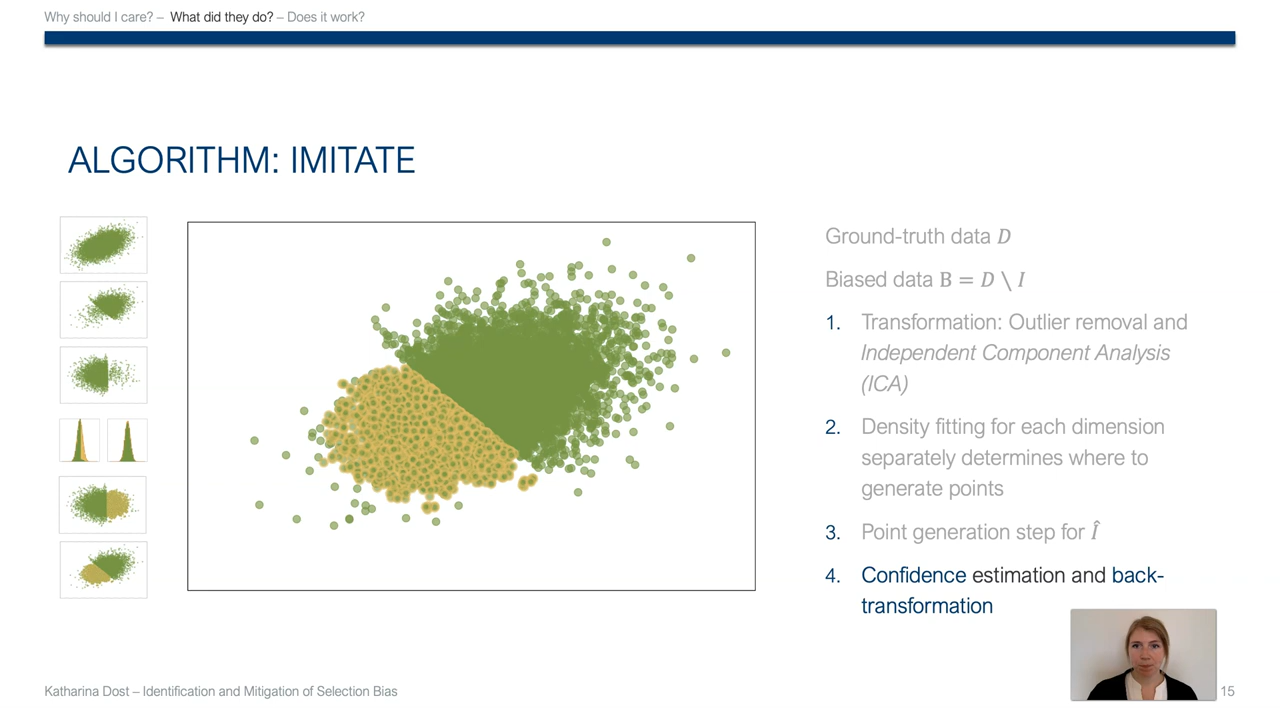 Why should I care? – What did they do? – Does it work?
ALGORITHM: IMITATE
Ground-truth data D
Biased data B = D \ I
1. Transformation: Outlier removal and
Independent Component Analysis
(ICA)
2. Density fitting for each dimension
separately determines where to
generate points
3. Point generation step for Î
4. Confidence estimation and back-
transformation
Katharina Dost – Identification and Mitigation of Selection Bias
15